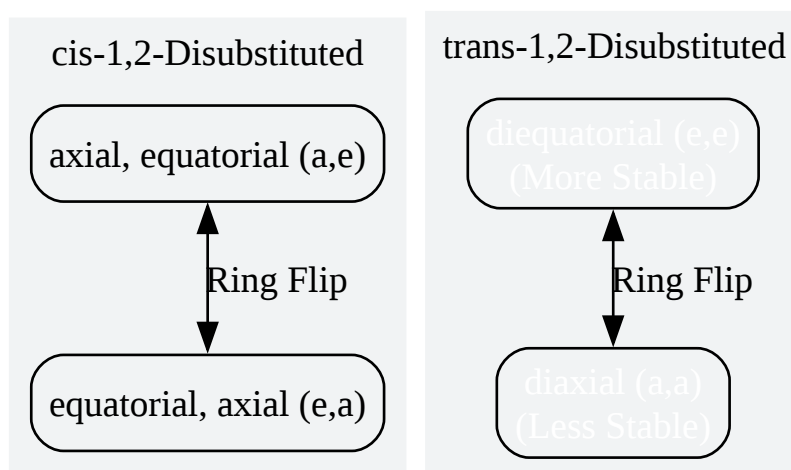 cis-1,2-Disubstituted
axial, equatorial (a,e)
Ring Flip
equatorial, axial (e,a)
trans-1,2-Disubstituted
diequatorial (e,e)
(More Stable)
Ring Flip
diaxial (a,a)
(Less Stable)